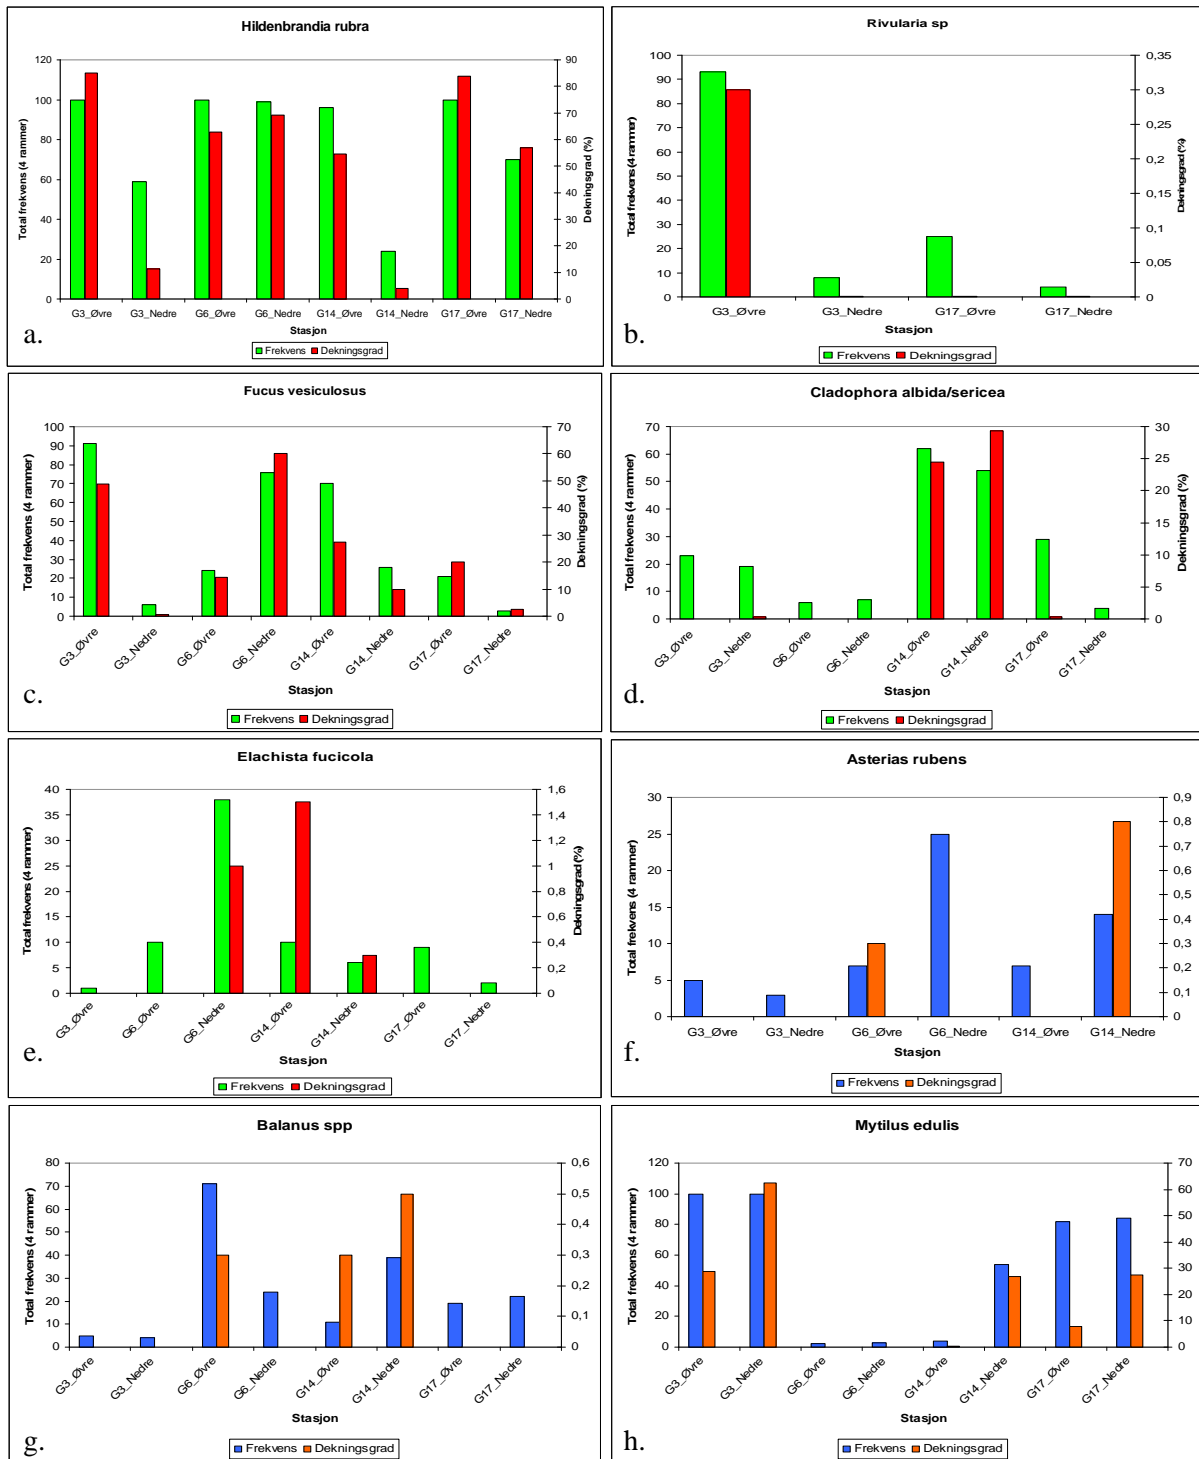 Hildenbrandia rubra
Total frekvens (4 rammer)
120
100
80
60
40
20
0
90
80
70
60
50
40
30
20
10
0
Dekningsgrad (%)
G3_Øvre G3_Nedre G6_Øvre G6_Nedre G14_Øvre G14_Nedre G17_Øvre G17_Nedre
Stasjon
Frekvens Dekningsgrad
a.
Rivularia sp
Total frekvens (4 rammer)
100
90
80
70
60
50
40
30
20
10
0
0,35
0,3
0,25
0,2
0,15
0,1
0,05
0
Dekningsgrad (%)
G3_Øvre G3_Nedre G17_Øvre G17_Nedre
Stasjon
Frekvens Dekningsgrad
b.
Fucus vesiculosus
Total frekvens (4 rammer)
100
90
80
70
60
50
40
30
20
10
0
70
60
50
40
30
20
10
0
Dekningsgrad (%)
G3_Øvre G3_Nedre G6_Øvre G6_Nedre G14_Øvre G14_Nedre G17_Øvre G17_Nedre
Stasjon
Frekvens Dekningsgrad
c.
Cladophora albida/sericea
Total frekvens (4 rammer)
70
60
50
40
30
20
10
0
30
25
20
15
10
5
0
Dekningsgrad (%)
G3_Øvre G3_Nedre G6_Øvre G6_Nedre G14_Øvre G14_Nedre G17_Øvre G17_Nedre
Stasjon
Frekvens Dekningsgrad
d.
Elachista fucicola
Total frekvens (4 rammer)
40
35
30
25
20
15
10
5
0
1,6
1,4
1,2
1
0,8
0,6
0,4
0,2
0
Dekningsgrad (%)
G3_Øvre G6_Øvre G6_Nedre G14_Øvre G14_Nedre G17_Øvre G17_Nedre
Stasjon
Frekvens Dekningsgrad
e.
Asterias rubens
Total frekvens (4 rammer)
30
25
20
15
10
5
0
0,9
0,8
0,7
0,6
0,5
0,4
0,3
0,2
0,1
0
G3_Øvre G3_Nedre G6_Øvre G6_Nedre G14_Øvre G14_Nedre
Stasjon
Frekvens Dekningsgrad
f.
Balanus spp
Total frekvens (4 rammer)
80
70
60
50
40
30
20
10
0
0,6
0,5
0,4
0,3
0,2
0,1
0
G3_Øvre G3_Nedre G6_Øvre G6_Nedre G14_Øvre G14_Nedre G17_Øvre G17_Nedre
Stasjon
Frekvens Dekningsgrad
g.
Mytilus edulis
Total frekvens (4 rammer)
120
100
80
60
40
20
0
70
60
50
40
30
20
10
0
G3_Øvre G3_Nedre G6_Øvre G6_Nedre G14_Øvre G14_Nedre G17_Øvre G17_Nedre
Stasjon
Frekvens Dekningsgrad
h.